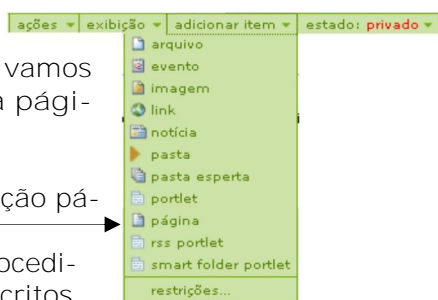 ações exibição adicionar item estado: privado
vamos
a pági-
ção pá-
ocedi-
critos
arquivo
evento
imagem
link
notícia
pasta
pasta esperta
portlet
página
rss portlet
smart folder portlet
restrições...